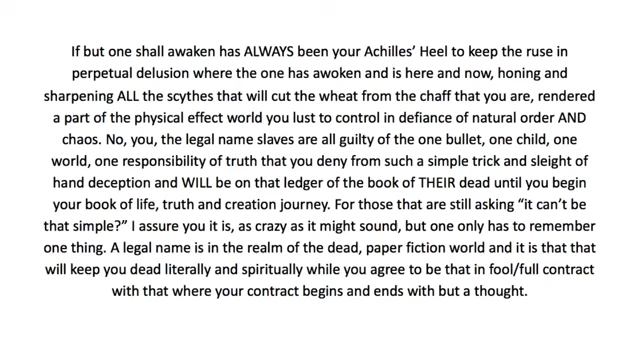 If but one shall awaken has ALWAYS been your Achilles' Heel to keep the ruse in
perpetual delusion where the one has awoken and is here and now, honing and
sharpening ALL the scythes that will cut the wheat from the chaff that you are, rendered
a part of the physical effect world you lust to control in defiance of natural order AND
chaos. No, you, the legal name slaves are all guilty of the one bullet, one child, one
world, one responsibility of truth that you deny from such a simple trick and sleight of
hand deception and WILL be on that ledger of the book of THEIR dead until you begin
your book of life, truth and creation journey. For those that are still asking “it can’t be
that simple?” I assure you it is, as crazy as it might sound, but one only has to remember
one thing. A legal name is in the realm of the dead, paper fiction world and it is that that
will keep you dead literally and spiritually while you agree to be that in fool/full contract
with that where your contract begins and ends with but a thought.